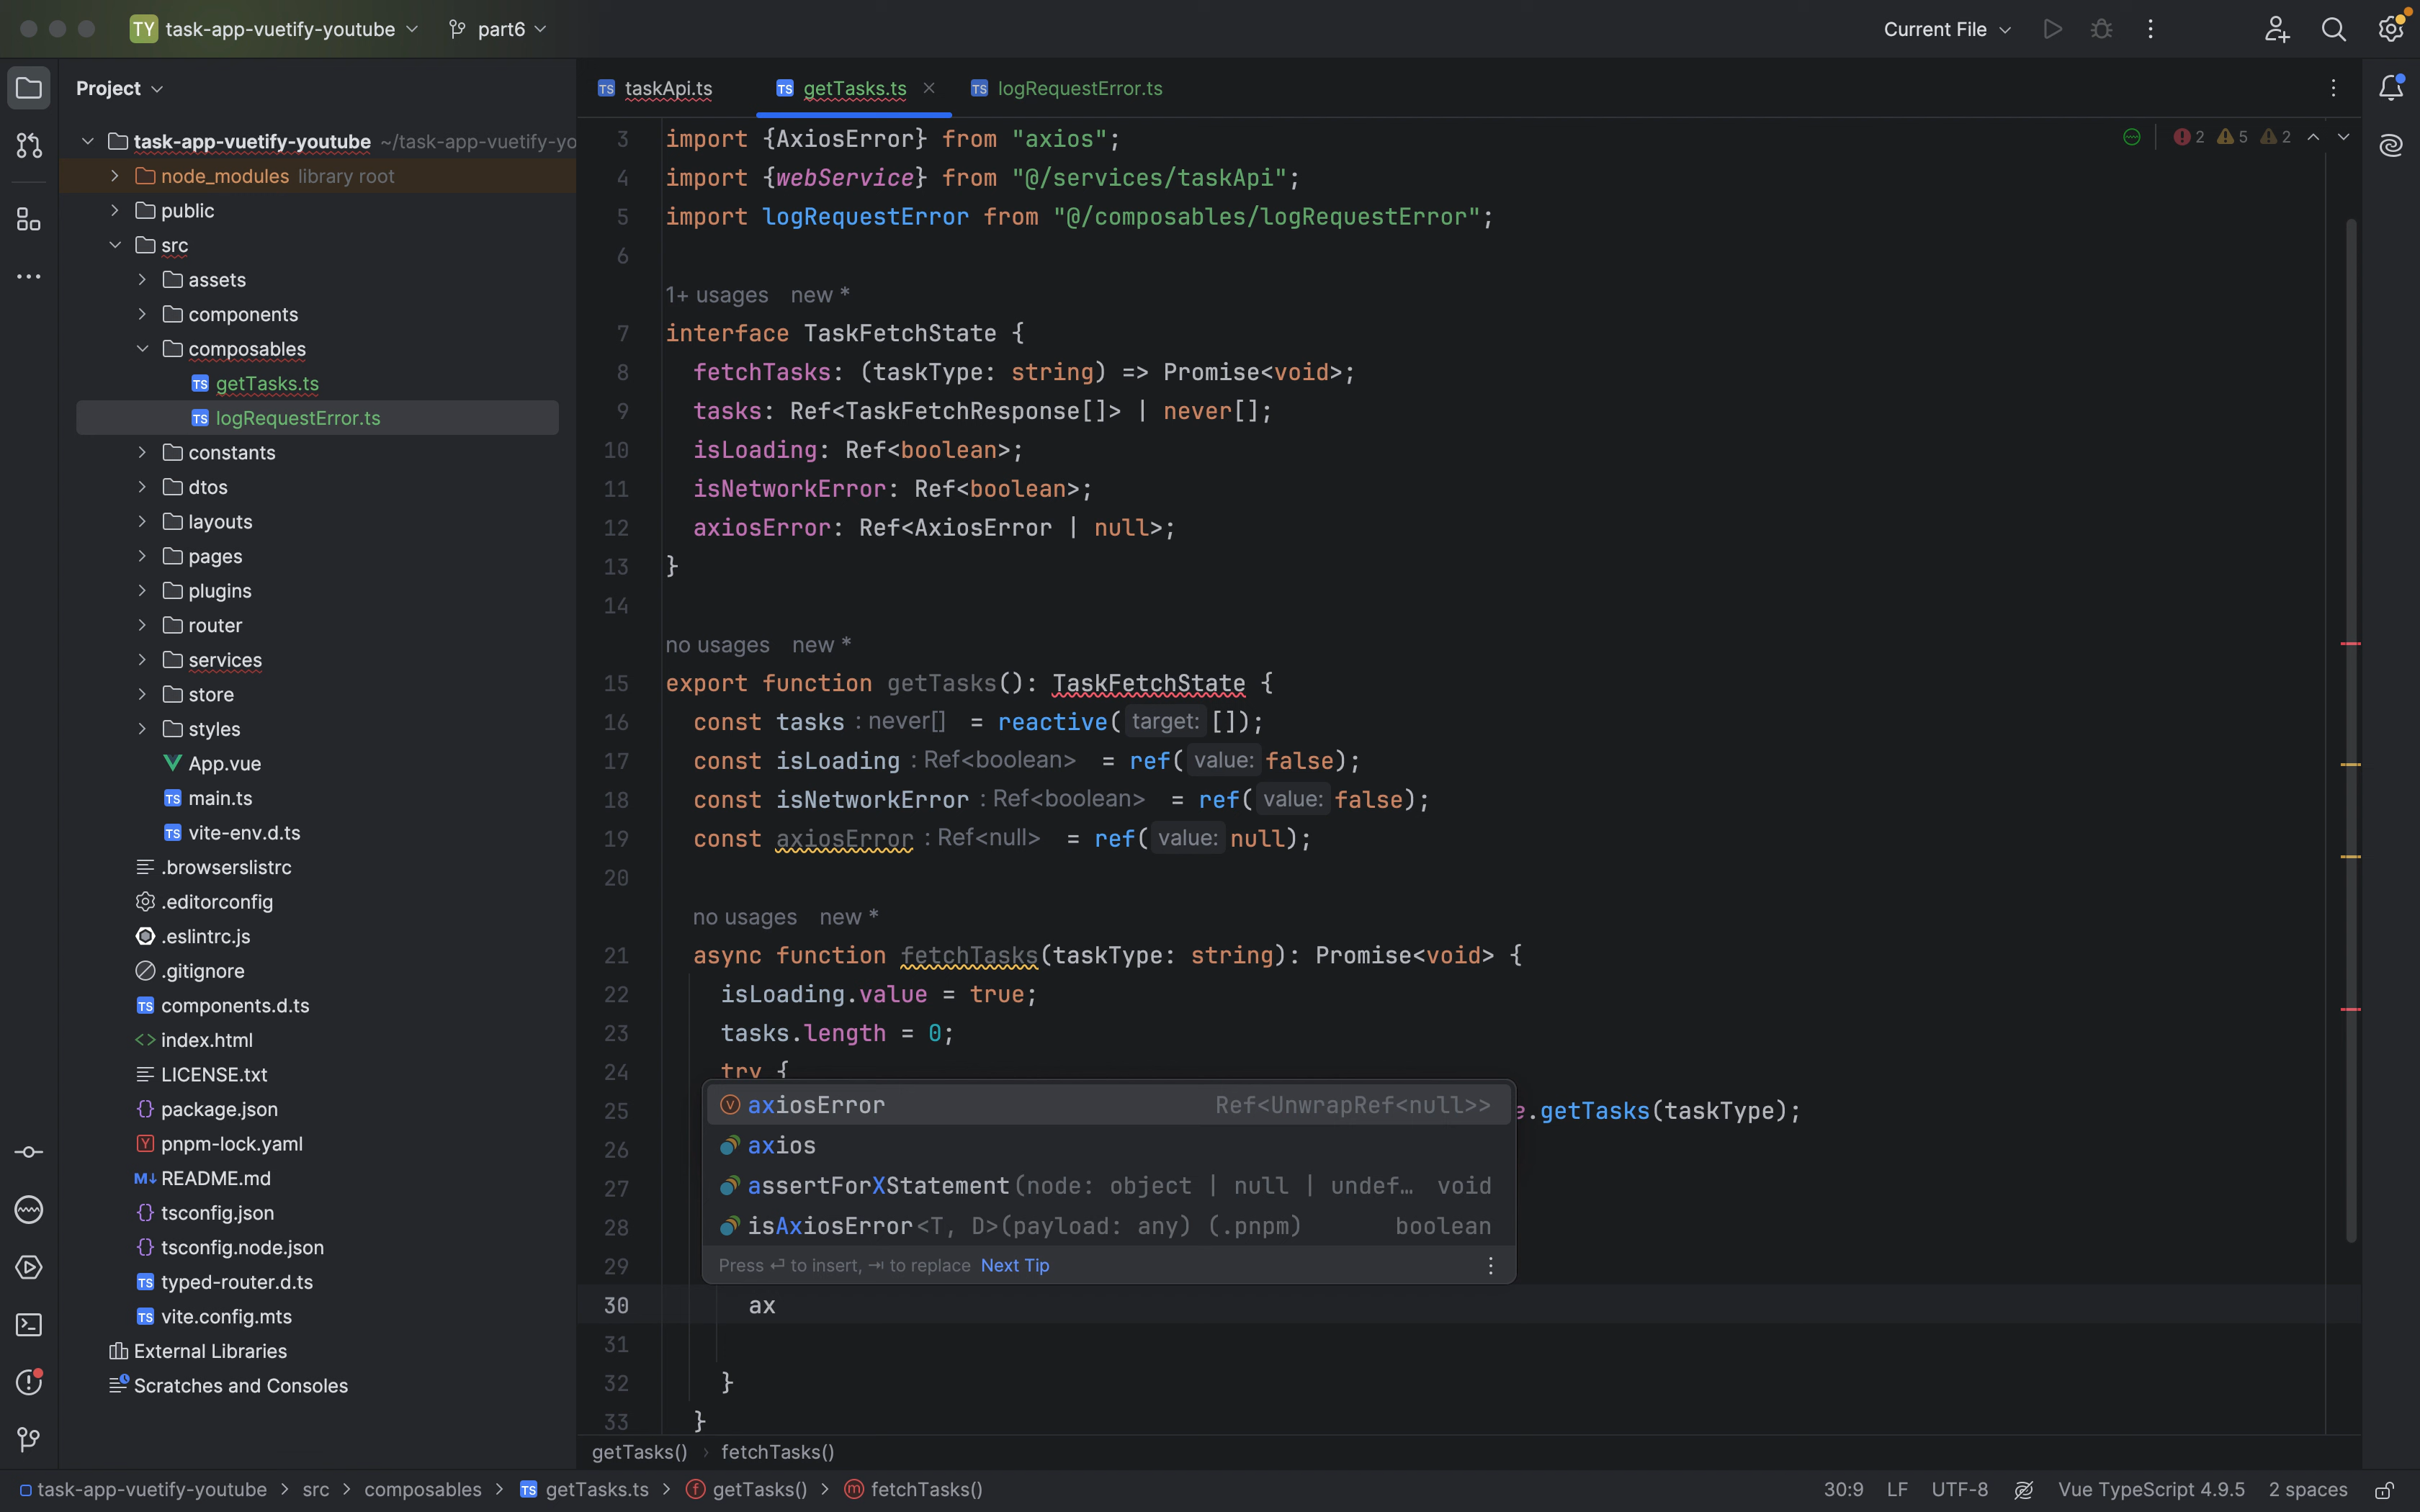 TY task-app-vuetify-youtube part6 Current File
Project
task-app-vuetify-youtube ~/task-app-vuetify-yo
node_modules library root
public
src
assets
components
composables
getTasks.ts
logRequestError.ts
constants
dtos
layouts
pages
plugins
router
services
store
styles
App.vue
main.ts
vite-env.d.ts
.browserslistrc
.editorconfig
.eslintrc.js
.gitignore
components.d.ts
index.html
LICENSE.txt
package.json
pnpm-lock.yaml
README.md
tsconfig.json
tsconfig.node.json
typed-router.d.ts
vite.config.mts
External Libraries
Scratches and Consoles
taskApi.ts getTasks.ts logRequestError.ts
2 5 2
3 import {AxiosError} from "axios";
4 import {webService} from "@/services/taskApi";
5 import logRequestError from "@/composables/logRequestError";
6
1+ usages new *
7 interface TaskFetchState {
8 fetchTasks: (taskType: string) => Promise<void>;
9 tasks: Ref<TaskFetchResponse[]> | never[];
10 isLoading: Ref<boolean>;
11 isNetworkError: Ref<boolean>;
12 axiosError: Ref<AxiosError | null>;
13 }
14
no usages new *
15 export function getTasks(): TaskFetchState {
16 const tasks : never[] = reactive( target: []);
17 const isLoading : Ref<boolean> = ref( value: false);
18 const isNetworkError : Ref<boolean> = ref( value: false);
19 const axiosError : Ref<null> = ref( value: null);
20
no usages new *
21 async function fetchTasks(taskType: string): Promise<void> {
22 isLoading.value = true;
23 tasks.length = 0;
24 try {
25 e.getTasks(taskType);
26
27
28
29
axiosError Ref<UnwrapRef<null>>
axios
assertForXStatement(node: object | null | undef… void
isAxiosError<T, D>(payload: any) (.pnpm) boolean
Press ⏎ to insert, ⇥ to replace Next Tip
30 ax
31
32 }
33 }
getTasks() › fetchTasks()
task-app-vuetify-youtube > src > composables > getTasks.ts > getTasks() > fetchTasks() 30:9 LF UTF-8 Vue TypeScript 4.9.5 2 spaces